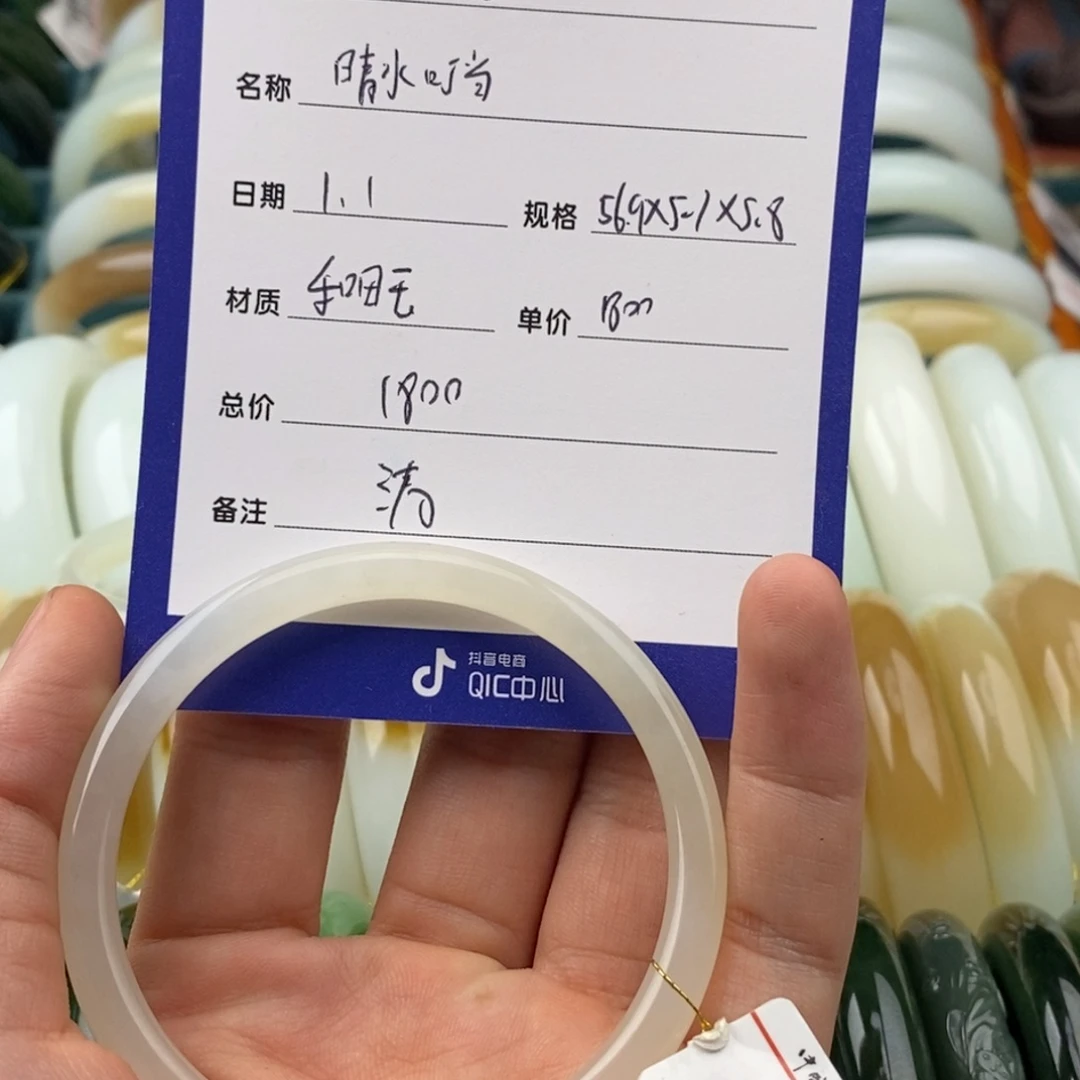 名称 晴水叮当
日期 1.1 规格 56.9X5.1X5.8
材质 和田玉 单价 1800
总价 1800
备注 清
抖音电商
QIC中心